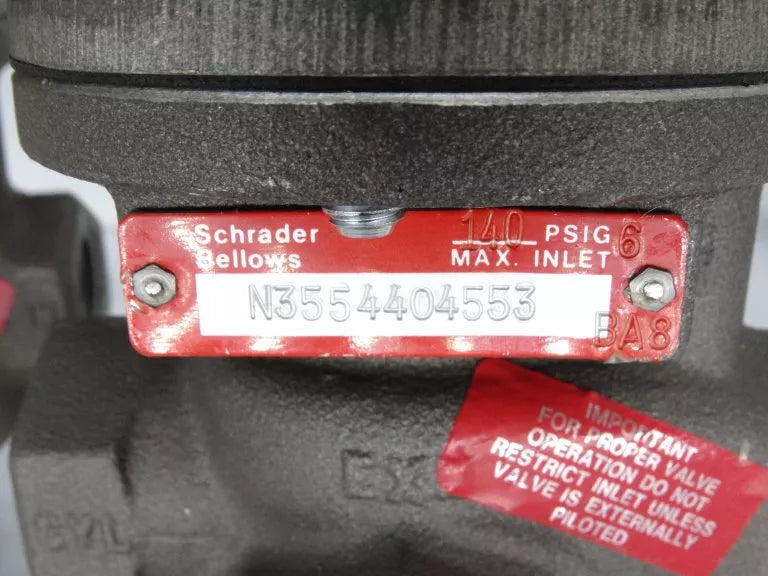 Schrader
Bellows
140 PSIG 6
MAX. INLET
N3554404553
BA8
IMPORTANT
FOR PROPER VALVE
OPERATION DO NOT
RESTRICT INLET UNLESS
VALVE IS EXTERNALLY
PILOTED
CYL